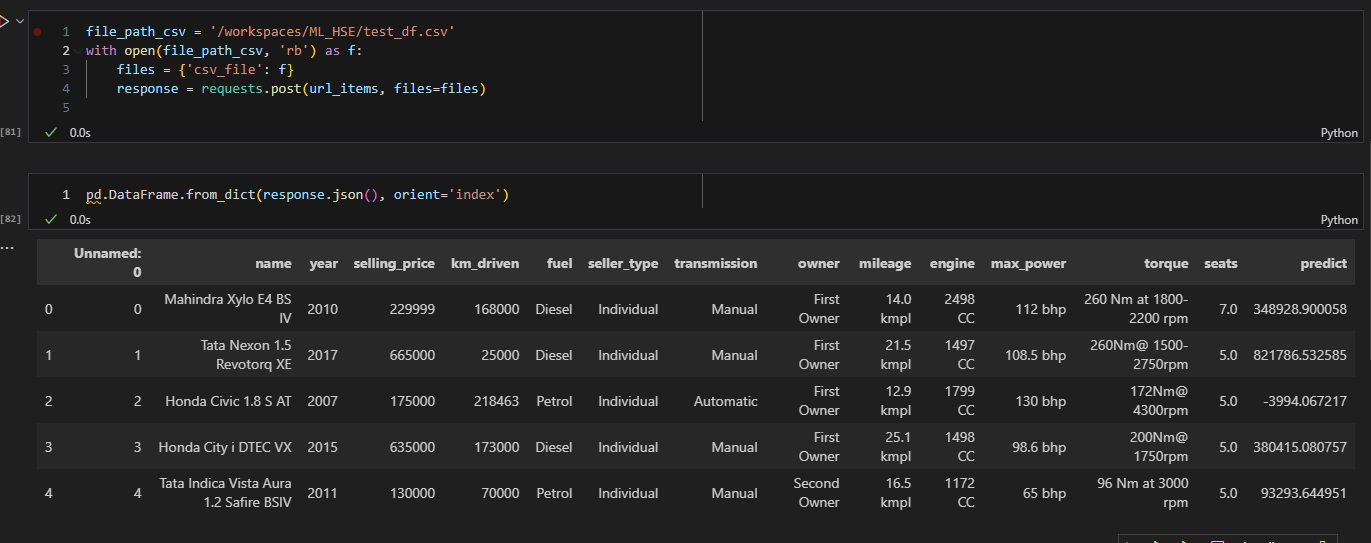 1 file_path_csv = '/workspaces/ML_HSE/test_df.csv'
2 with open(file_path_csv, 'rb') as f:
3 files = {'csv_file': f}
4 response = requests.post(url_items, files=files)
5
[81] 0.0s Python
1 pd.DataFrame.from_dict(response.json(), orient='index')
[82] 0.0s Python
...
Unnamed: 0 name year selling_price km_driven fuel seller_type transmission owner mileage engine max_power torque seats predict
0 0 Mahindra Xylo E4 BS IV 2010 229999 168000 Diesel Individual Manual First Owner 14.0 kmpl 2498 CC 112 bhp 260 Nm at 1800-2200 rpm 7.0 348928.900058
1 1 Tata Nexon 1.5 Revotorq XE 2017 665000 25000 Diesel Individual Manual First Owner 21.5 kmpl 1497 CC 108.5 bhp 260Nm@ 1500-2750rpm 5.0 821786.532585
2 2 Honda Civic 1.8 S AT 2007 175000 218463 Petrol Individual Automatic First Owner 12.9 kmpl 1799 CC 130 bhp 172Nm@ 4300rpm 5.0 -3994.067217
3 3 Honda City i DTEC VX 2015 635000 173000 Diesel Individual Manual First Owner 25.1 kmpl 1498 CC 98.6 bhp 200Nm@ 1750rpm 5.0 380415.080757
4 4 Tata Indica Vista Aura 1.2 Safire BSIV 2011 130000 70000 Petrol Individual Manual Second Owner 16.5 kmpl 1172 CC 65 bhp 96 Nm at 3000 rpm 5.0 93293.644951